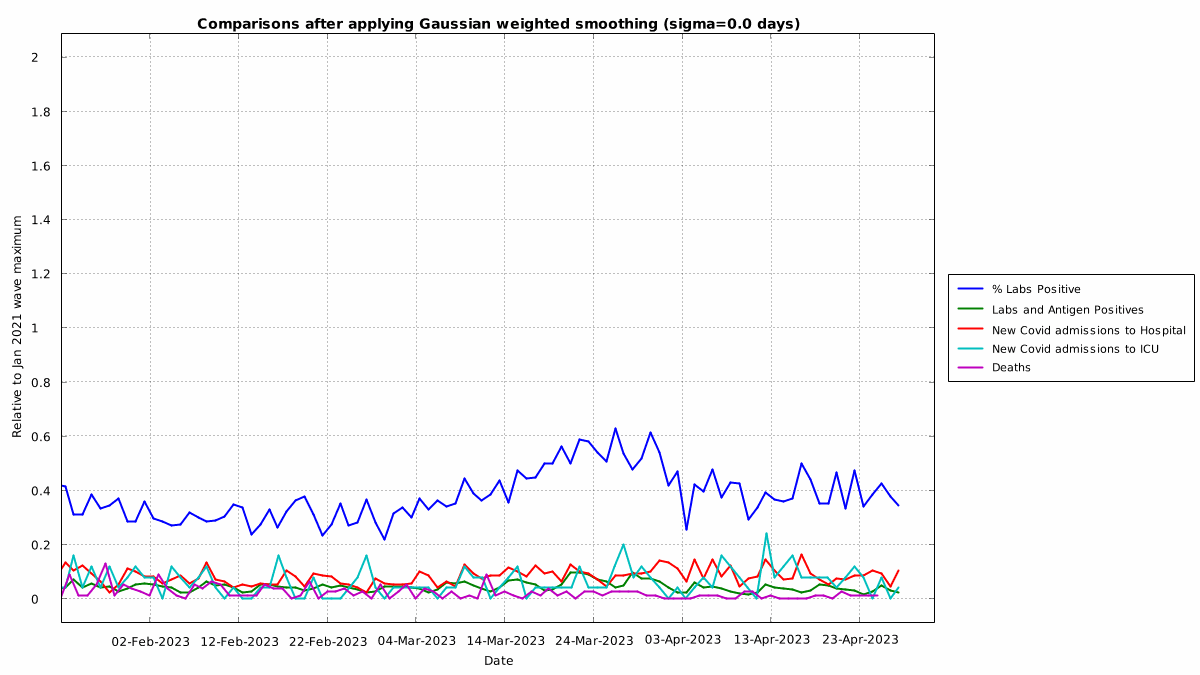 Comparisons after applying Gaussian weighted smoothing (sigma=0.0 days)
Relative to Jan 2021 wave maximum
2
1.8
1.6
1.4
1.2
1
0.8
0.6
0.4
0.2
0
02-Feb-2023 12-Feb-2023 22-Feb-2023 04-Mar-2023 14-Mar-2023 24-Mar-2023 03-Apr-2023 13-Apr-2023 23-Apr-2023
Date
% Labs Positive
Labs and Antigen Positives
New Covid admissions to Hospital
New Covid admissions to ICU
Deaths